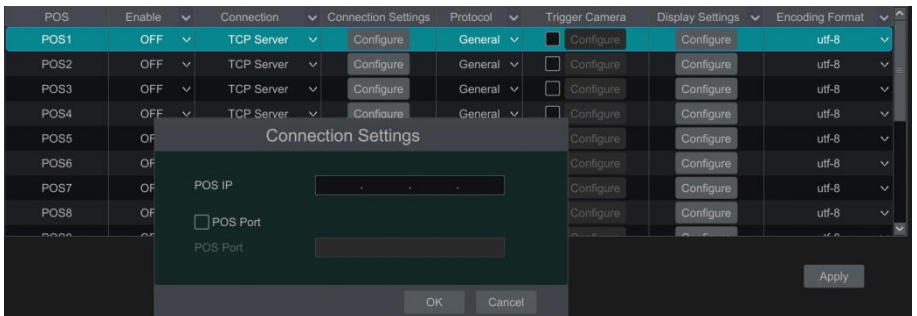 POS Enable Connection Connection Settings Protocol Trigger Camera Display Settings Encoding Format
POS1 OFF TCP Server Configure General Configure Configure utf-8
POS2 OFF TCP Server Configure General Configure Configure utf-8
POS3 OFF TCP Server Configure General Configure Configure utf-8
POS4 OFF TCP Server Configure General Configure Configure utf-8
POS5 OF Configure Configure utf-8
POS6 OF Configure Configure utf-8
POS7 OF Configure Configure utf-8
POS8 OF Configure Configure utf-8
Connection Settings
POS IP . . .
POS Port
POS Port
OK Cancel
Apply